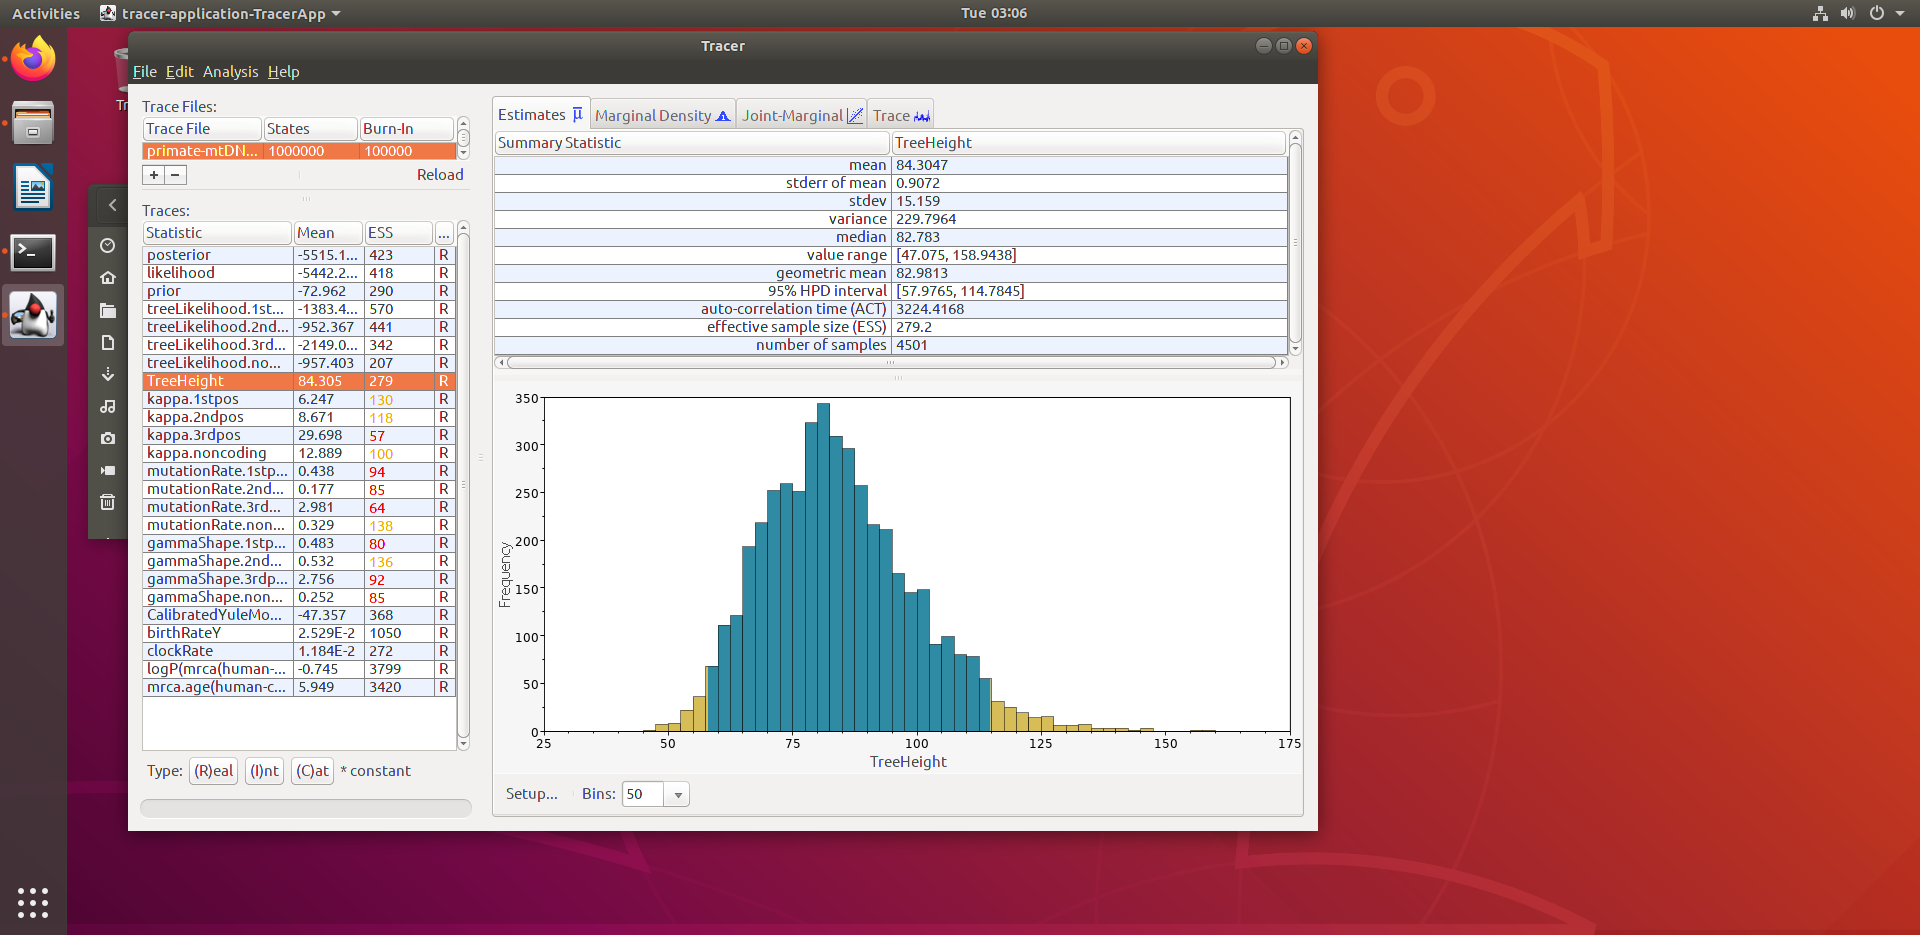 Activities tracer-application-TracerApp Tue 03:06
Tracer
File Edit Analysis Help
Trace Files:
Trace File States Burn-In
primate-mtDN... 1000000 100000
+ − Reload
Traces:
Statistic Mean ESS ...
posterior -5515.1... 423 R
likelihood -5442.2... 418 R
prior -72.962 290 R
treeLikelihood.1st... -1383.4... 570 R
treeLikelihood.2nd... -952.367 441 R
treeLikelihood.3rd... -2149.0... 342 R
treeLikelihood.no... -957.403 207 R
TreeHeight 84.305 279 R
kappa.1stpos 6.247 130 R
kappa.2ndpos 8.671 118 R
kappa.3rdpos 29.698 57 R
kappa.noncoding 12.889 100 R
mutationRate.1stp... 0.438 94 R
mutationRate.2nd... 0.177 85 R
mutationRate.3rd... 2.981 64 R
mutationRate.non... 0.329 138 R
gammaShape.1stp... 0.483 80 R
gammaShape.2nd... 0.532 136 R
gammaShape.3rdp... 2.756 92 R
gammaShape.non... 0.252 85 R
CalibratedYuleMo... -47.357 368 R
birthRateY 2.529E-2 1050 R
clockRate 1.184E-2 272 R
logP(mrca(human-... -0.745 3799 R
mrca.age(human-c... 5.949 3420 R
Type: (R)eal (I)nt (C)at * constant
Estimates Marginal Density Joint-Marginal Trace
Summary Statistic TreeHeight
mean 84.3047
stderr of mean 0.9072
stdev 15.159
variance 229.7964
median 82.783
value range [47.075, 158.9438]
geometric mean 82.9813
95% HPD interval [57.9765, 114.7845]
auto-correlation time (ACT) 3224.4168
effective sample size (ESS) 279.2
number of samples 4501
350
300
250
200
150
100
50
0
Frequency
25 50 75 100 125 150 175
TreeHeight
Setup... Bins: 50